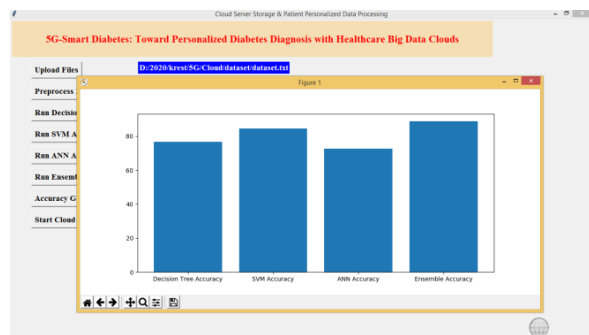 Cloud Server Storage & Patient Personalized Data Processing
5G-Smart Diabetes: Toward Personalized Diabetes Diagnosis with Healthcare Big Data Clouds
Upload Files
D:/2020/krest/5G/Cloud/dataset/dataset.txt
Preprocess
Figure 1
Run Decisio
Run SVM A
Run ANN A
Run Ensemb
Accuracy G
Start Cloud
80
60
40
20
0
Decision Tree Accuracy SVM Accuracy ANN Accuracy Ensemble Accuracy